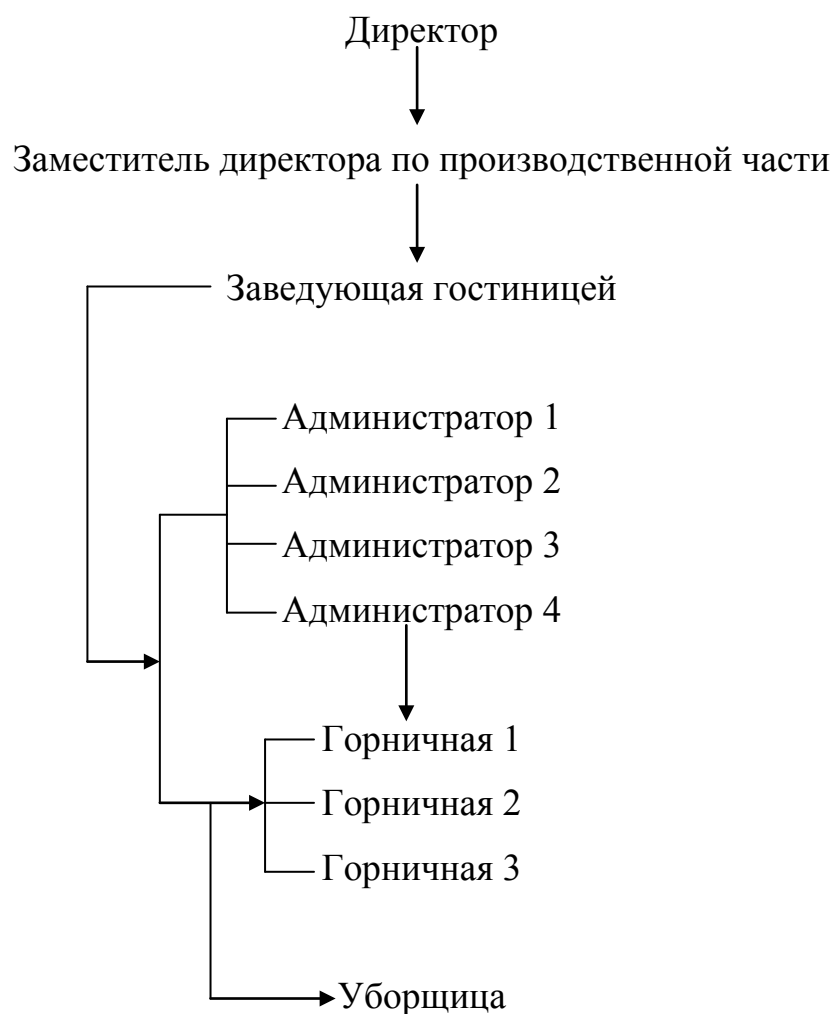 Директор
Заместитель директора по производственной части
Заведующая гостиницей
Администратор 1
Администратор 2
Администратор 3
Администратор 4
Горничная 1
Горничная 2
Горничная 3
Уборщица